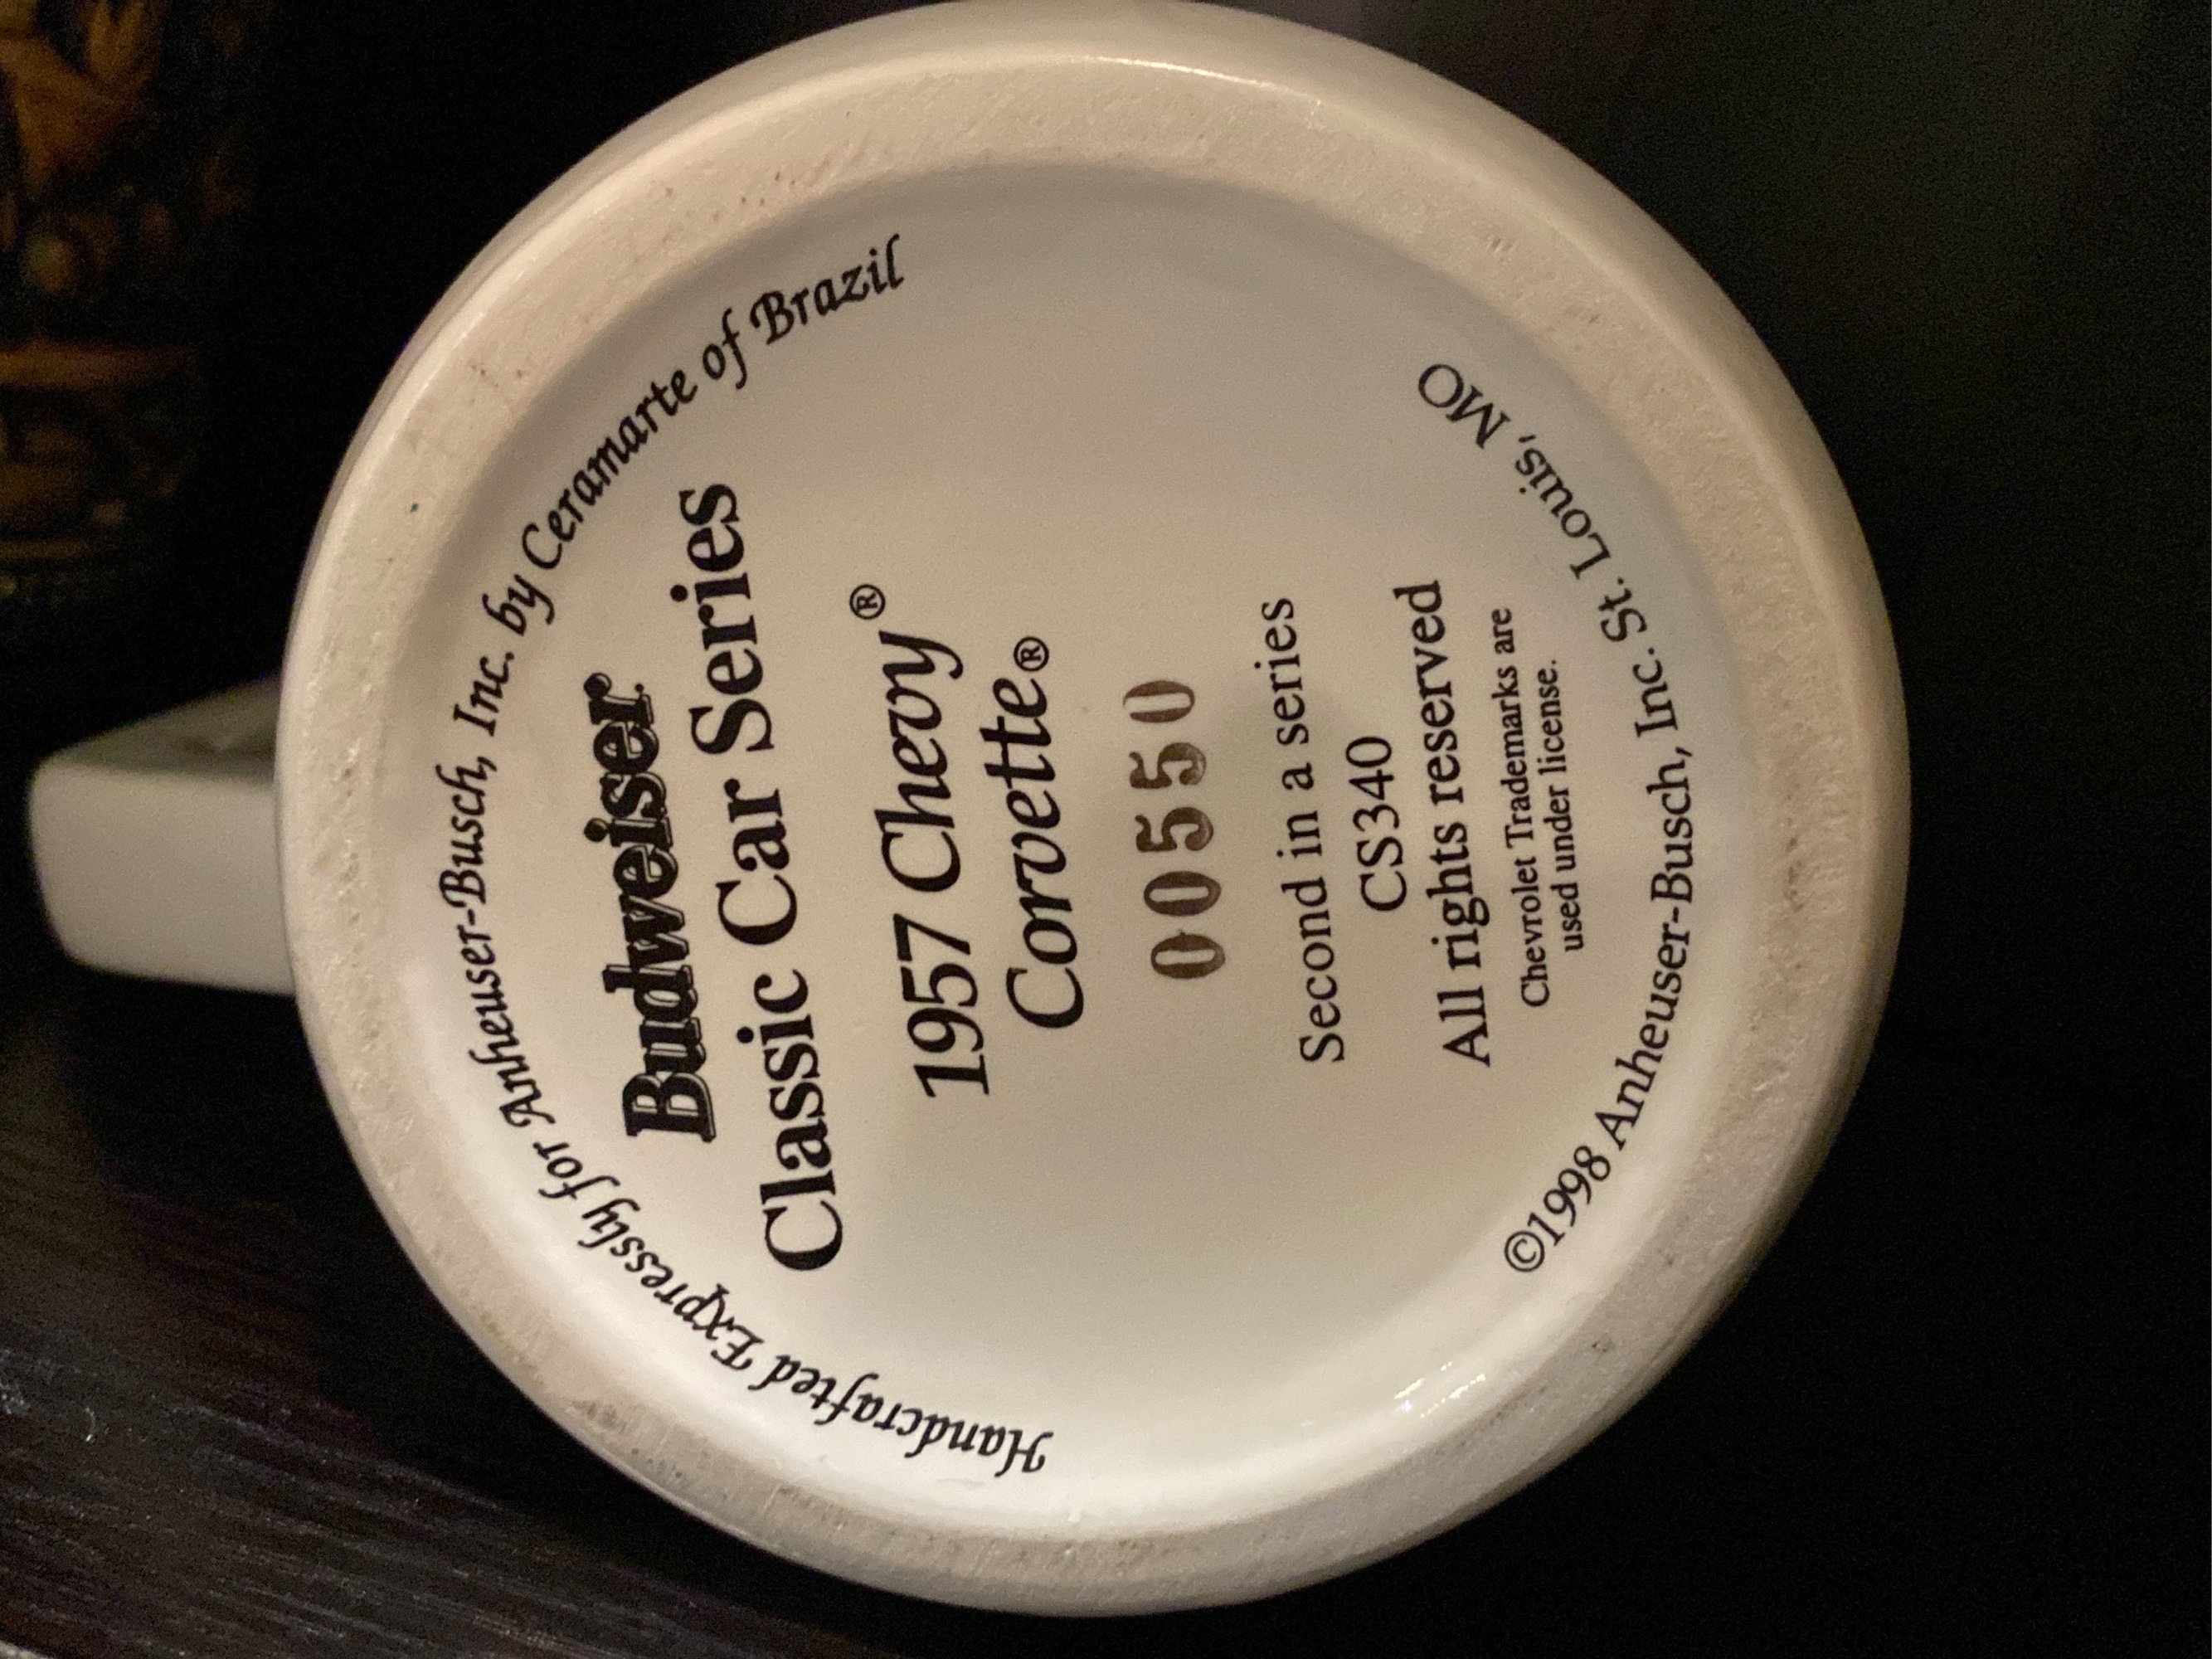 Handcrafted Expressly for Anheuser-Busch, Inc. by Ceramarte of Brazil
Budweiser®
Classic Car Series
1957 Chevy®
Corvette®
00550
Second in a series
CS340
All rights reserved
Chevrolet Trademarks are
used under license.
©1998 Anheuser-Busch, Inc. St. Louis, MO